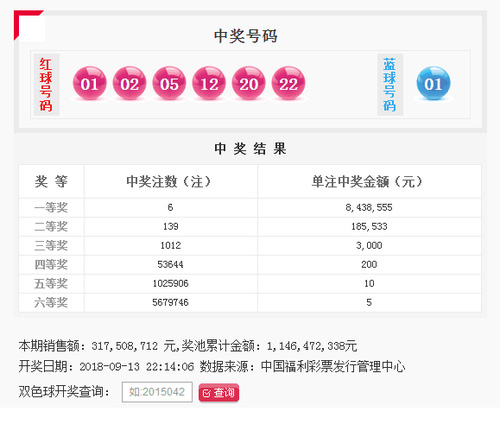 中奖号码
红球号码 01 02 05 12 20 22 蓝球号码 01
中 奖 结 果
奖 等 中奖注数（注） 单注中奖金额（元）
一等奖 6 8,438,555
二等奖 139 185,533
三等奖 1012 3,000
四等奖 53644 200
五等奖 1025906 10
六等奖 5679746 5
本期销售额：317,508,712 元,奖池累计金额：1,146,472,338元
开奖日期：2018-09-13 22:14:06 数据来源：中国福利彩票发行管理中心
双色球开奖查询： 如:2015042 查询